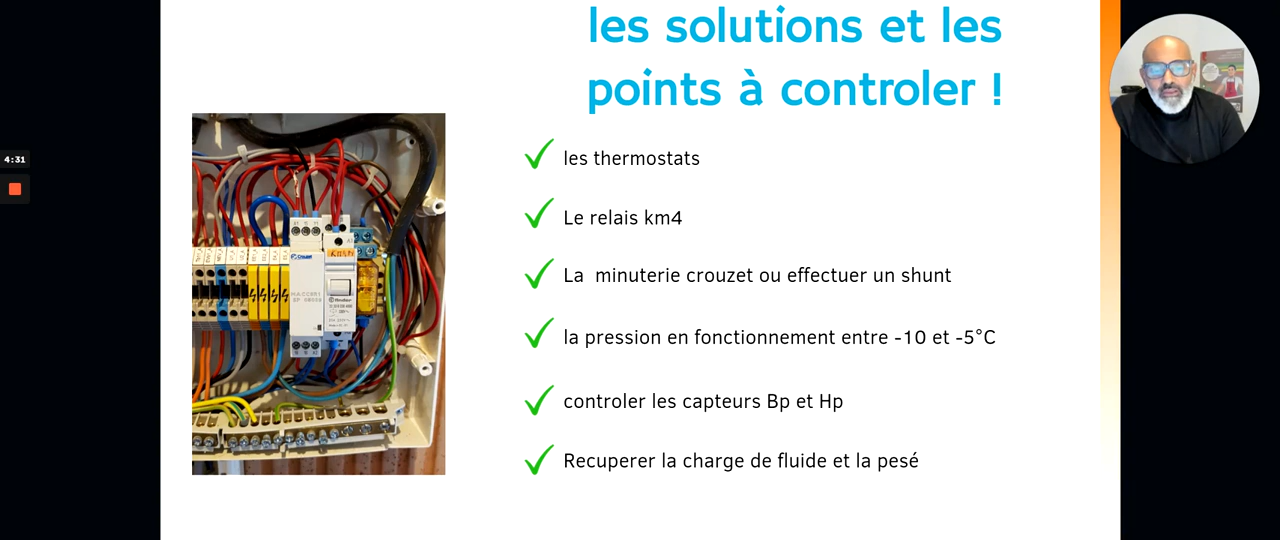 les solutions et les
points à controler !
4:31
les thermostats
Le relais km4
La minuterie crouzet ou effectuer un shunt
la pression en fonctionnement entre -10 et -5°C
controler les capteurs Bp et Hp
Recuperer la charge de fluide et la pesé
Crouzet
finder